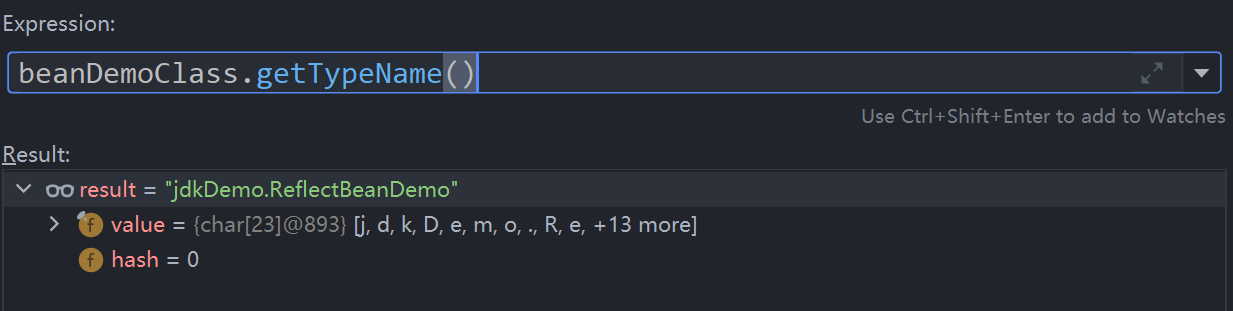 Expression:
beanDemoClass.getTypeName()
Use Ctrl+Shift+Enter to add to Watches
Result:
result = "jdkDemo.ReflectBeanDemo"
f value = {char[23]@893} [j, d, k, D, e, m, o, ., R, e, +13 more]
f hash = 0